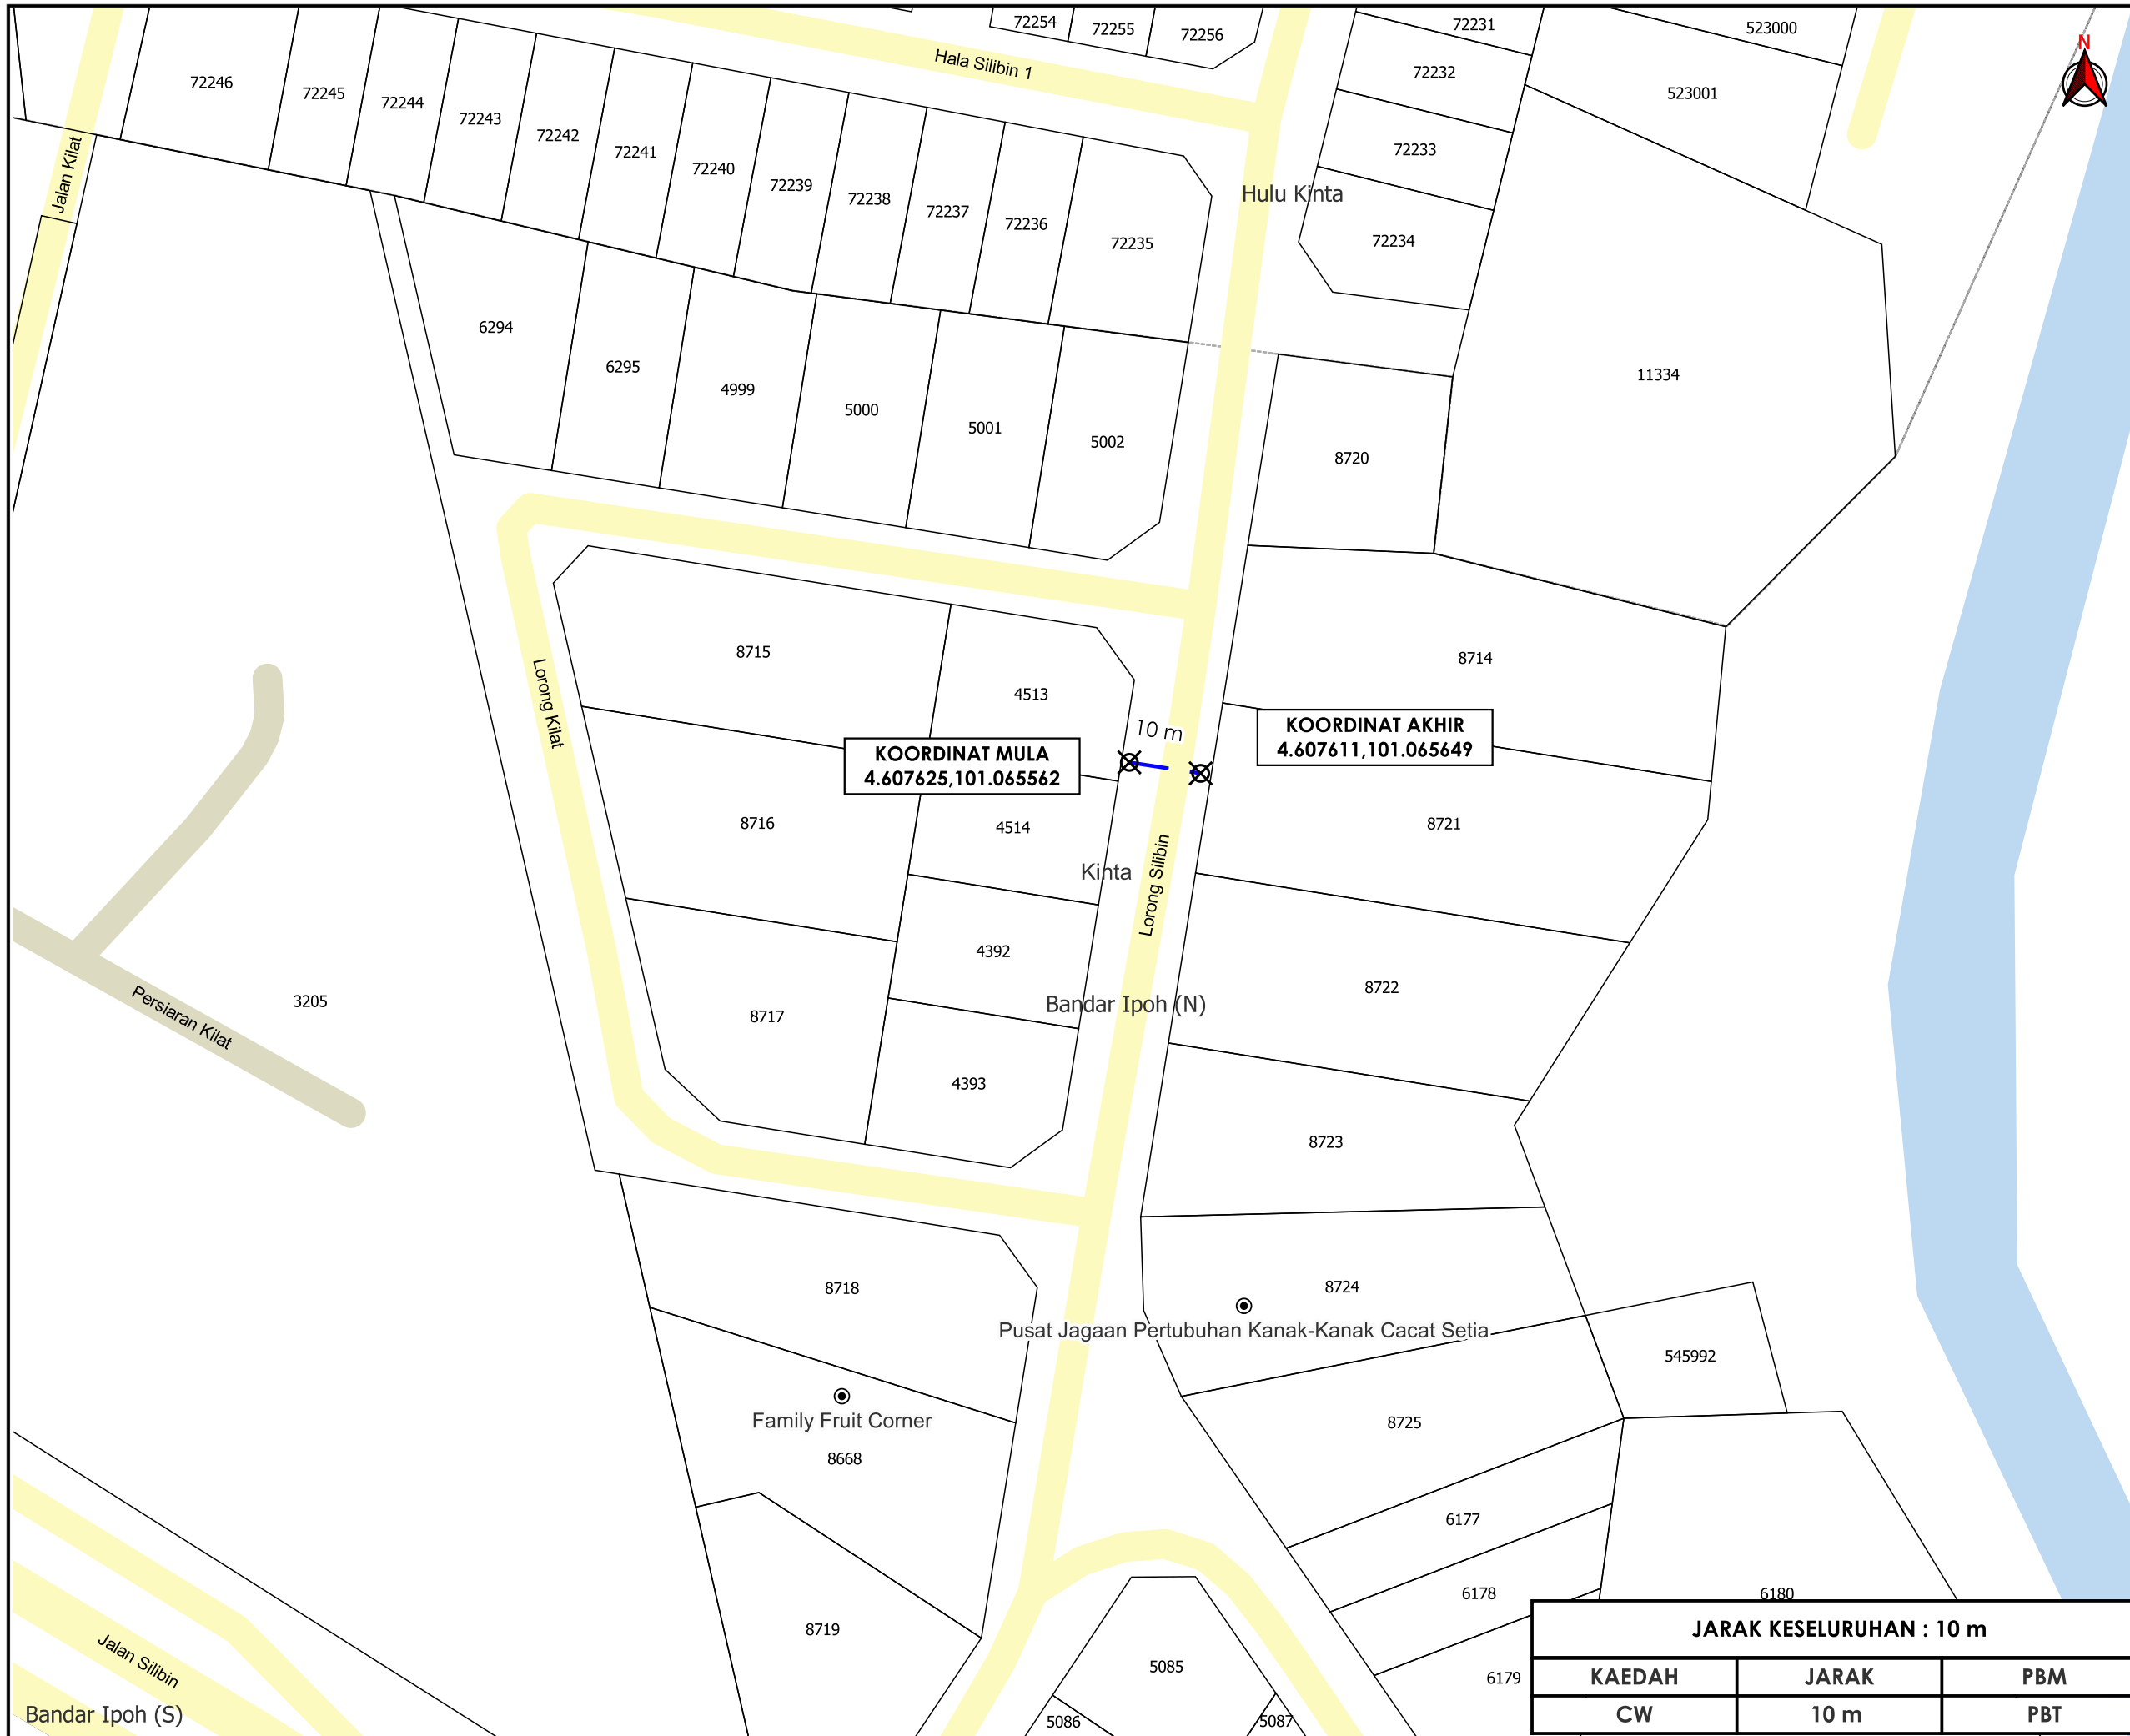 72254
72255
72256
72231
523000
Hala Silibin 1
N
72232
523001
72246
72245
72244
72243
72242
72241
72240
72239
72238
72237
72236
72235
72233
Jalan Kilat
Hulu Kinta
72234
6294
6295
4999
5000
5001
5002
11334
8720
8715
4513
8714
Lorong Kilat
10 m
KOORDINAT MULA
4.607625,101.065562
KOORDINAT AKHIR
4.607611,101.065649
8716
4514
8721
Kinta
Lorong Silibin
4392
8722
3205
Persiaran Kilat
Bandar Ipoh (N)
8717
4393
8723
8718
8724
Pusat Jagaan Pertubuhan Kanak-Kanak Cacat Setia
545992
Family Fruit Corner
8725
8668
6177
6178
6180
8719
Jalan Silibin
5085
6179
5086
5087
Bandar Ipoh (S)
JARAK KESELURUHAN : 10 m
KAEDAH JARAK PBM
CW 10 m PBT